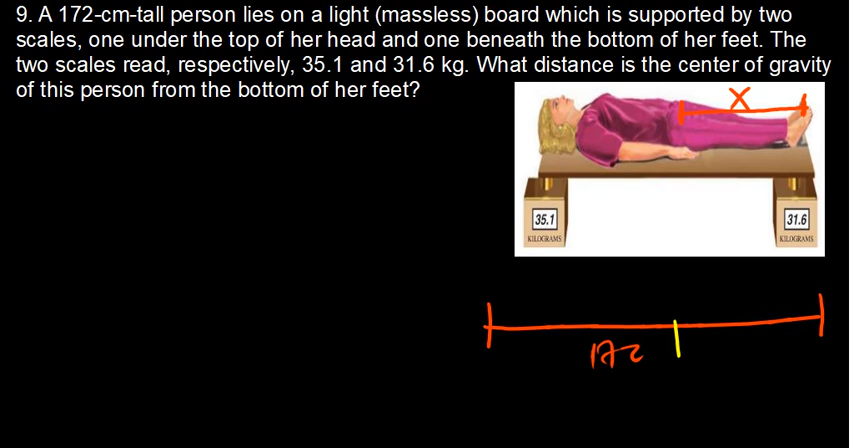 9. A 172-cm-tall person lies on a light (massless) board which is supported by two
scales, one under the top of her head and one beneath the bottom of her feet. The
two scales read, respectively, 35.1 and 31.6 kg. What distance is the center of gravity
of this person from the bottom of her feet?
X
35.1
KILOGRAMS
31.6
KILOGRAMS
172